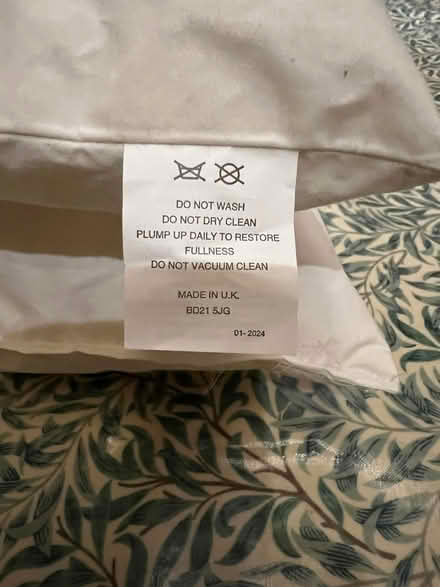 DO NOT WASH
DO NOT DRY CLEAN
PLUMP UP DAILY TO RESTORE
FULLNESS
DO NOT VACUUM CLEAN
MADE IN U.K.
BD21 5JG
01-2024